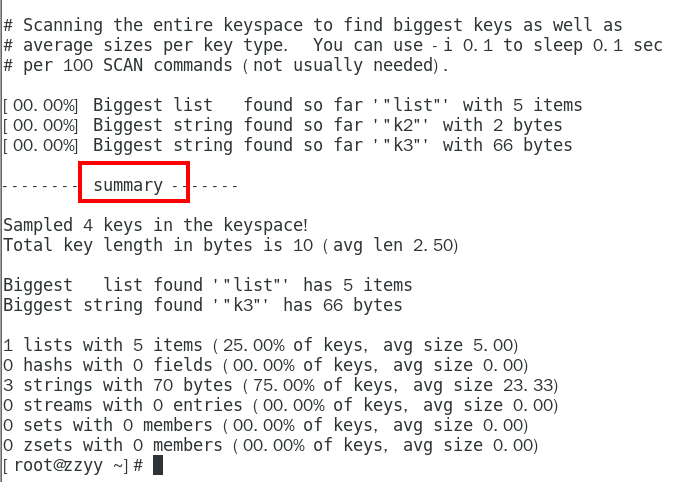 # Scanning the entire keyspace to find biggest keys as well as
# average sizes per key type.  You can use -i 0.1 to sleep 0.1 sec
# per 100 SCAN commands (not usually needed).
[00.00%] Biggest list   found so far '"list"' with 5 items
[00.00%] Biggest string found so far '"k2"' with 2 bytes
[00.00%] Biggest string found so far '"k3"' with 66 bytes
-------- summary -------
Sampled 4 keys in the keyspace!
Total key length in bytes is 10 (avg len 2.50)
Biggest   list found '"list"' has 5 items
Biggest string found '"k3"' has 66 bytes
1 lists with 5 items (25.00% of keys, avg size 5.00)
0 hashs with 0 fields (00.00% of keys, avg size 0.00)
3 strings with 70 bytes (75.00% of keys, avg size 23.33)
0 streams with 0 entries (00.00% of keys, avg size 0.00)
0 sets with 0 members (00.00% of keys, avg size 0.00)
0 zsets with 0 members (00.00% of keys, avg size 0.00)
[root@zzyy ~]#